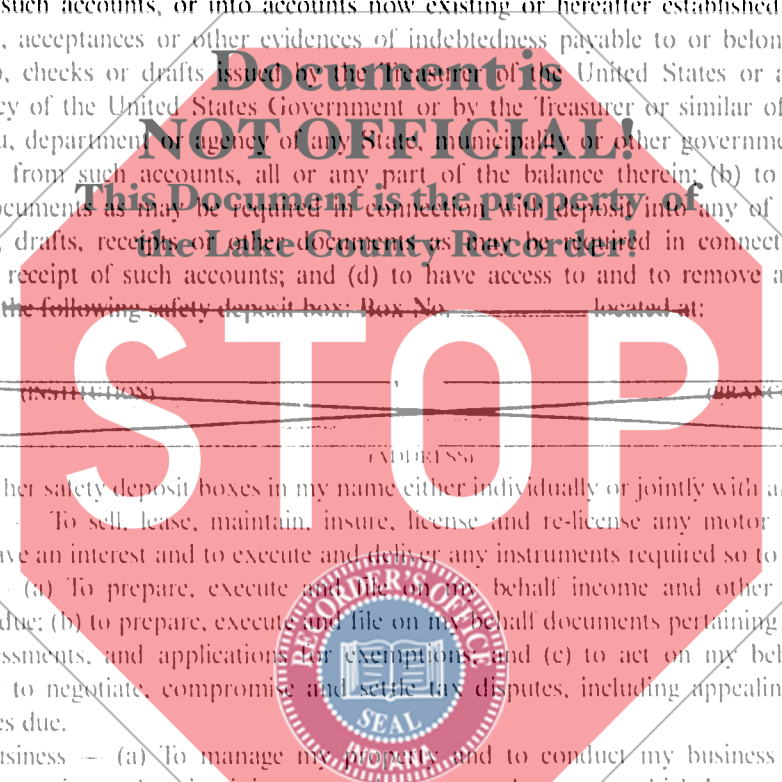 such accounts, or into accounts now existing or hereafter established
, acceptances or other evidences of indebtedness payable to or belon
, checks or drafts issued by the Treasurer of the United States or a
cy of the United States Government or by the Treasurer or similar of
, department or agency of any State, municipality or other governme
from such accounts, all or any part of the balance therein; (b) to
ocuments as may be required in connection with deposit into any of
, drafts, receipts or other documents as may be required in connect
receipt of such accounts; and (d) to have access to and to remove a
the following safety deposit box: Box No. located at:
Document is
NOT OFFICIAL!
This Document is the property of
the Lake County Recorder!
STOP
(INSTITUTION) (BRANC
(ADDRESS)
her safety deposit boxes in my name either individually or jointly with a
To sell, lease, maintain, insure, license and re-license any motor
ave an interest and to execute and deliver any instruments required so to
(a) To prepare, execute and file on my behalf income and other
due; (b) to prepare, execute and file on my behalf documents pertaining
essments, and applications for exemptions; and (c) to act on my beh
to negotiate, compromise and settle tax disputes, including appealin
es due.
usiness — (a) To manage my property and to conduct my business
RECORDER'S OFFICE
SEAL
INDIANA